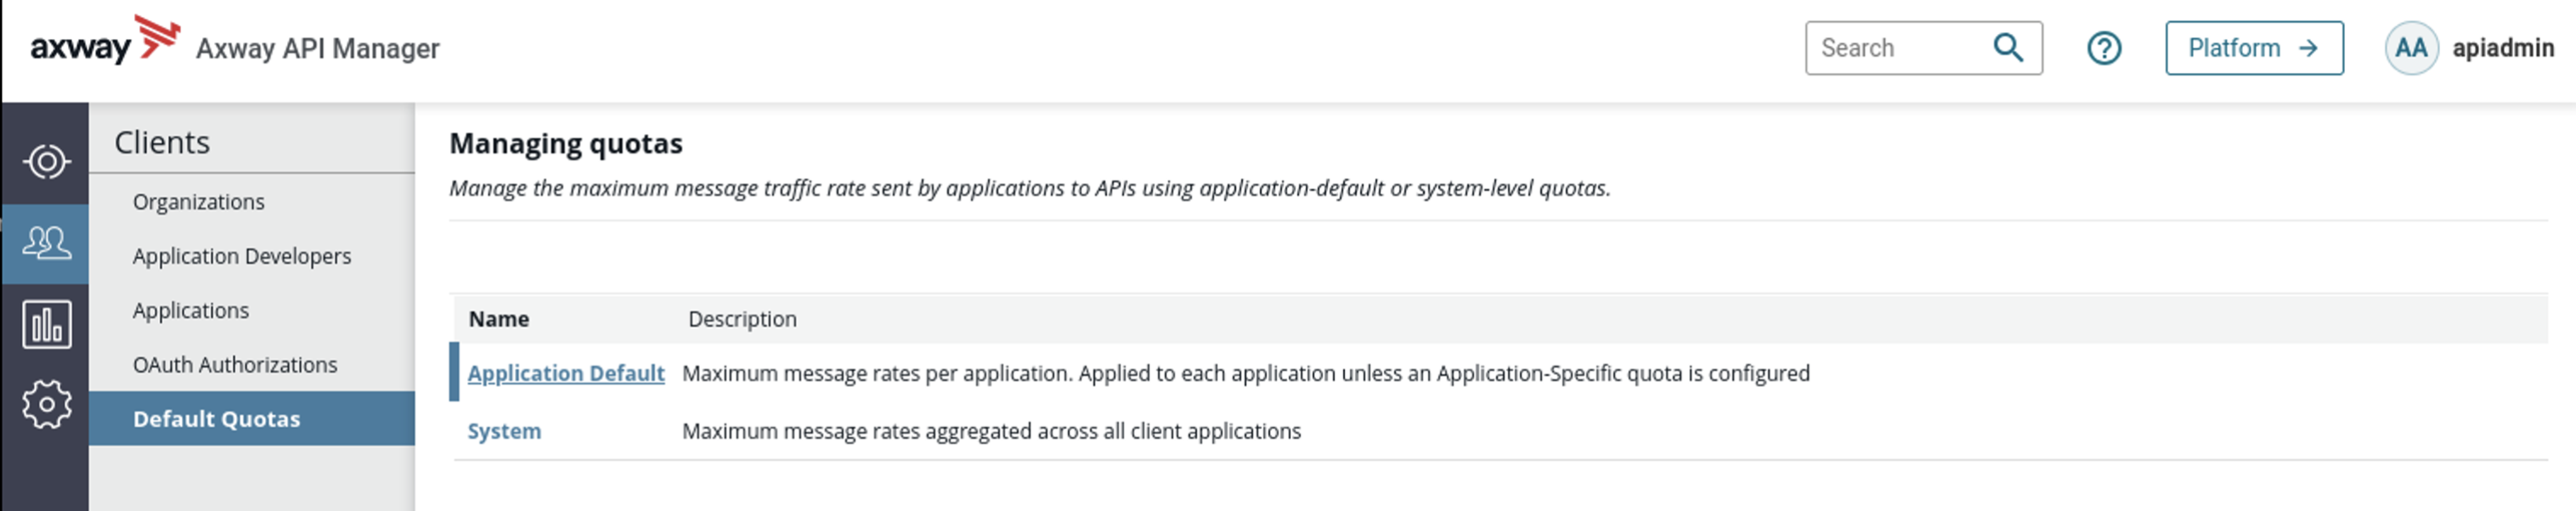 axway Axway API Manager Search Platform → AA apiadmin
Clients
Organizations
Application Developers
Applications
OAuth Authorizations
Default Quotas
Managing quotas
Manage the maximum message traffic rate sent by applications to APIs using application-default or system-level quotas.
Name Description
Application Default Maximum message rates per application. Applied to each application unless an Application-Specific quota is configured
System Maximum message rates aggregated across all client applications